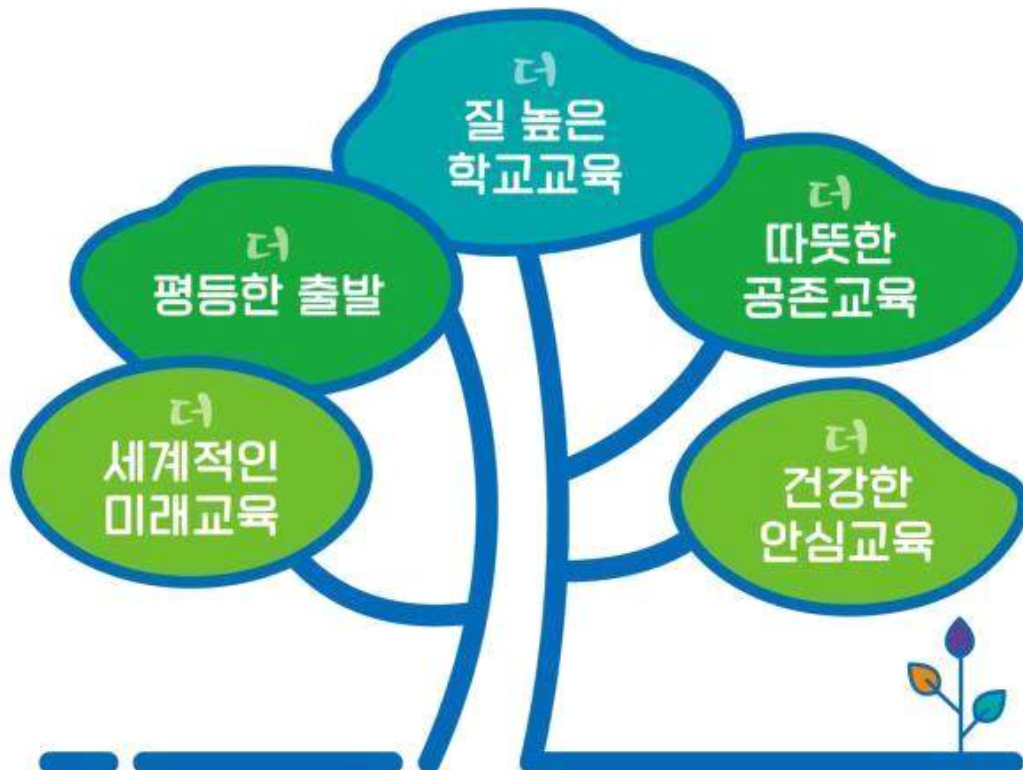 더
질 높은
학교교육
더
평등한 출발
더
따뜻한
공존교육
더
세계적인
미래교육
더
건강한
안심교육